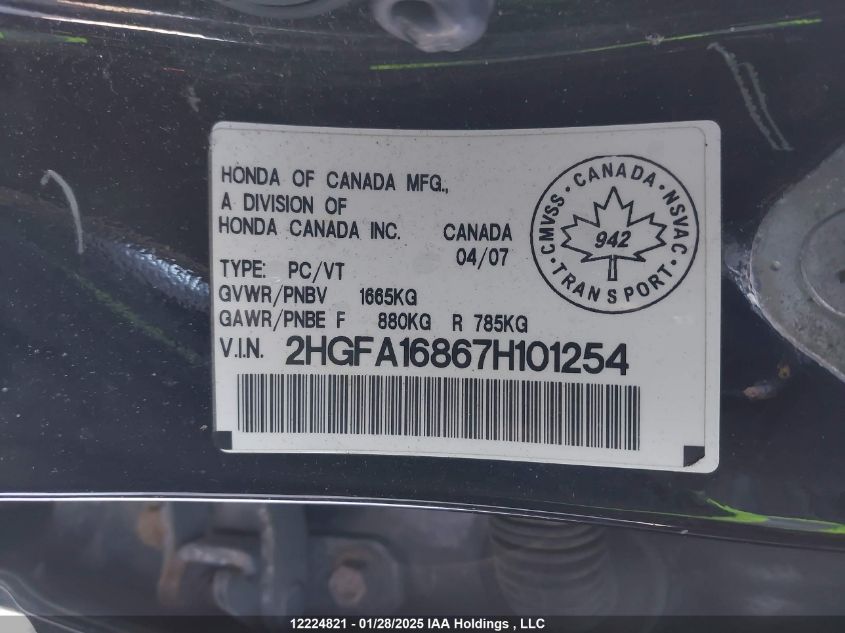 HONDA OF CANADA MFG.,
A DIVISION OF
HONDA CANADA INC. CANADA
04/07
TYPE: PC/VT
GVWR/PNBV 1665KG
GAWR/PNBE F 880KG R 785KG
V.I.N. 2HGFA16867H101254
CMVSS · CANADA · NSVAC
942
· TRANSPORT ·
12224821 - 01/28/2025 IAA Holdings , LLC